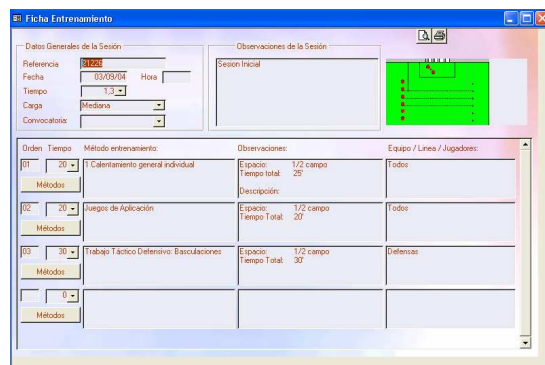 Ficha Entrenamiento
Datos Generales de la Sesión
Referencia 21226
Fecha 03/09/04 Hora
Tiempo 1,3
Carga Mediana
Convocatoria:
Observaciones de la Sesión
Sesion Inicial
Orden Tiempo Método entrenamiento: Observaciones: Equipo / Linea / Jugadores:
01 20 1 Calentamiento general individual Espacio: 1/2 campo Todos
Tiempo total: 25'
Métodos
Descripción:
02 20 Juegos de Aplicación Espacio: 1/2 campo Todos
Tiempo Total: 20'
Métodos
03 30 Trabajo Táctico Defensivo: Basculaciones Espacio: 1/2 campo Defensas
Tiempo Total: 30'
Métodos
0
Métodos